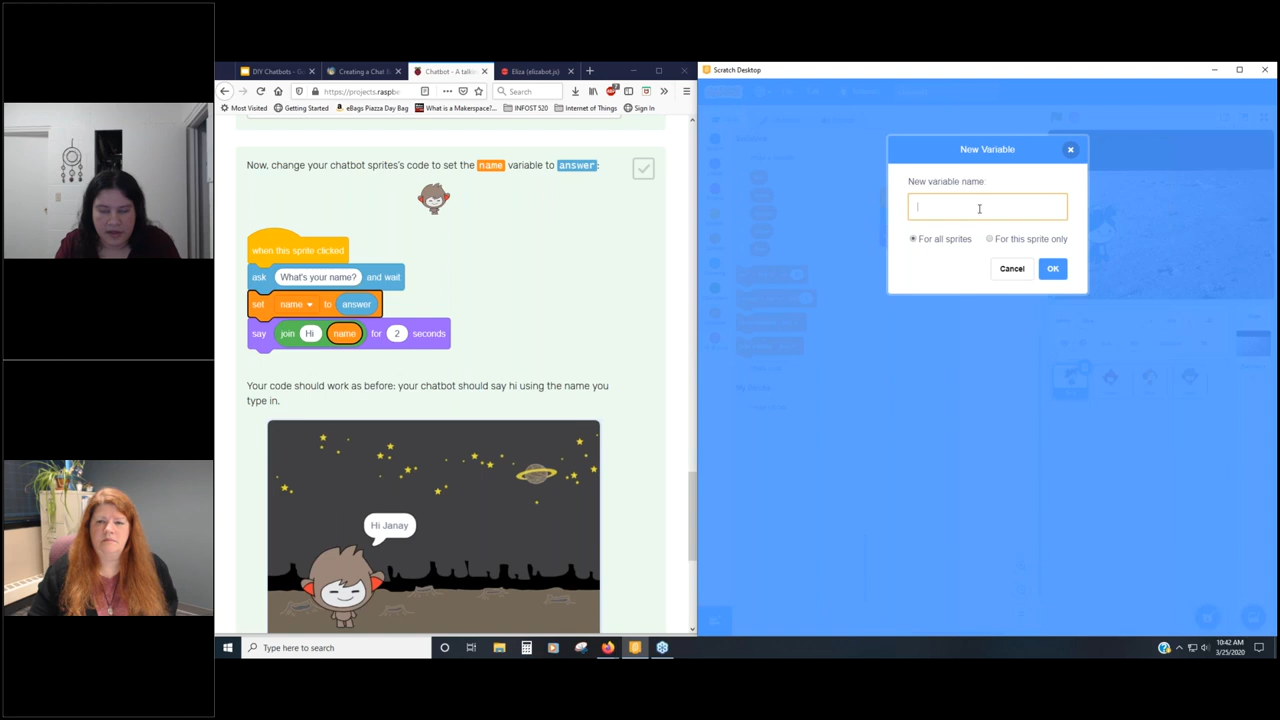 DIY Chatbots -
Creating a Chat
Chatbot - A talk
Eliza (elizabot.js)
https://projects.raspbe
Search
Most Visited
Getting Started
eBags Piazza Day Bag
What is a Makerspace?...
INFOST 520
Internet of Things
Sign In
Now, change your chatbot sprites's code to set the name variable to answer:
when this sprite clicked
ask What's your name? and wait
set name to answer
say join Hi name for 2 seconds
Your code should work as before: your chatbot should say hi using the name you
type in.
Hi Janay
Scratch Desktop
New Variable
New variable name:
For all sprites
For this sprite only
Cancel
OK
Type here to search
10:42 AM
3/25/2020